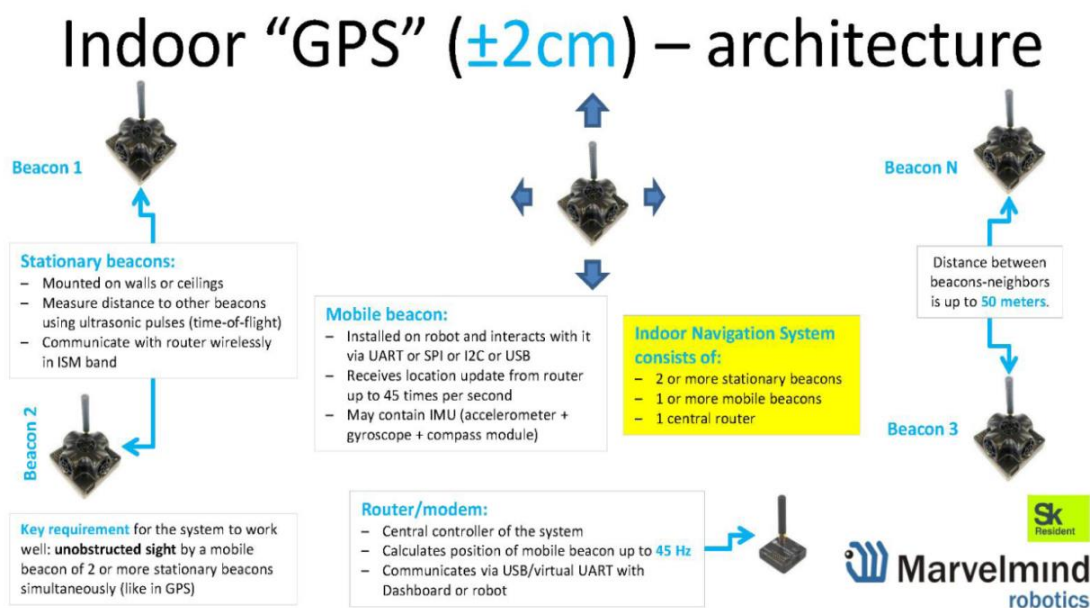 Indoor “GPS” (±2cm) – architecture
Beacon 1
Beacon N
Stationary beacons:
– Mounted on walls or ceilings
– Measure distance to other beacons
using ultrasonic pulses (time-of-flight)
– Communicate with router wirelessly
in ISM band
Distance between
beacons-neighbors
is up to 50 meters.
Mobile beacon:
– Installed on robot and interacts with it
via UART or SPI or I2C or USB
– Receives location update from router
up to 45 times per second
– May contain IMU (accelerometer +
gyroscope + compass module)
Indoor Navigation System
consists of:
– 2 or more stationary beacons
– 1 or more mobile beacons
– 1 central router
Beacon 2
Beacon 3
Key requirement for the system to work
well: unobstructed sight by a mobile
beacon of 2 or more stationary beacons
simultaneously (like in GPS)
Router/modem:
– Central controller of the system
– Calculates position of mobile beacon up to 45 Hz
– Communicates via USB/virtual UART with
Dashboard or robot
Sk
Resident
Marvelmind
robotics